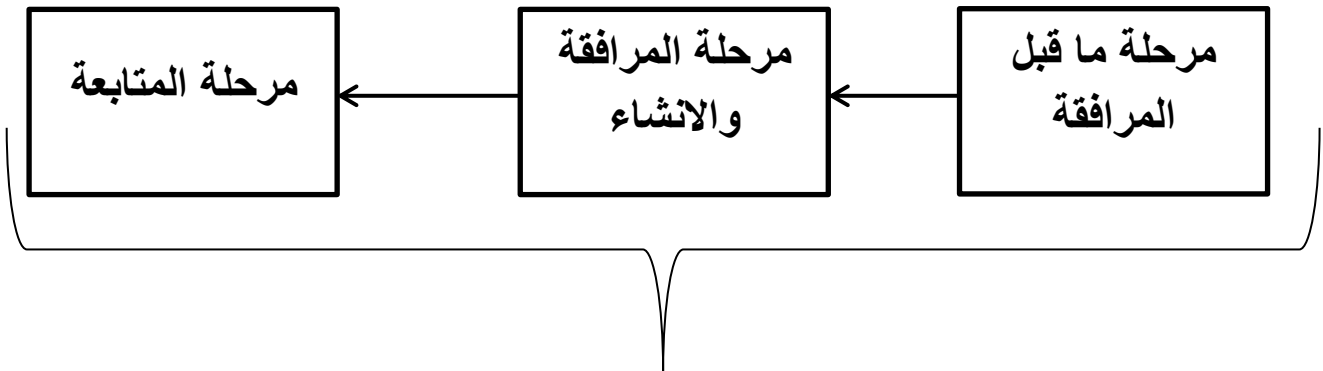 مرحلة ما قبل
المرافقة
مرحلة المرافقة
والانشاء
مرحلة المتابعة